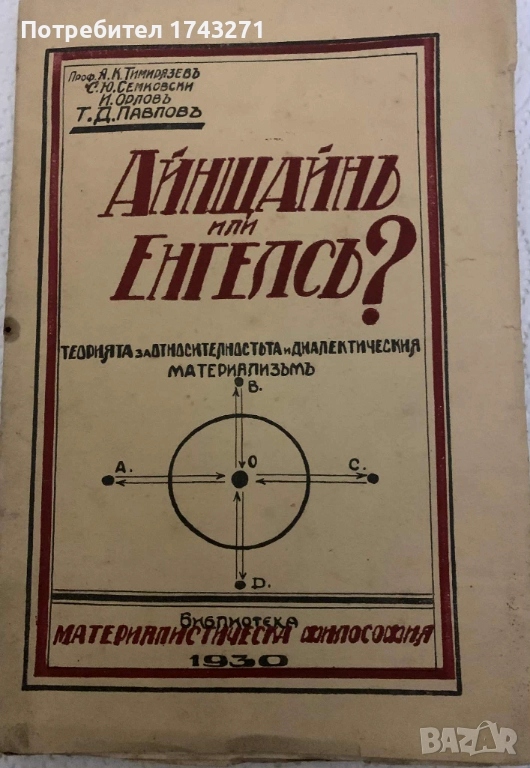 Потребител 1743271
Проф. А.К.Тимирязевъ
С.Ю.Семковски
И.Орловъ
Т.Д.Павловъ
Айнщайнъ
или
Енгелсъ?
Теорията за относителностьта и диалектическия
материализъмъ
B.
A.
O
C.
D.
Библиотека
Материалистическа философия
1930
BAZAR